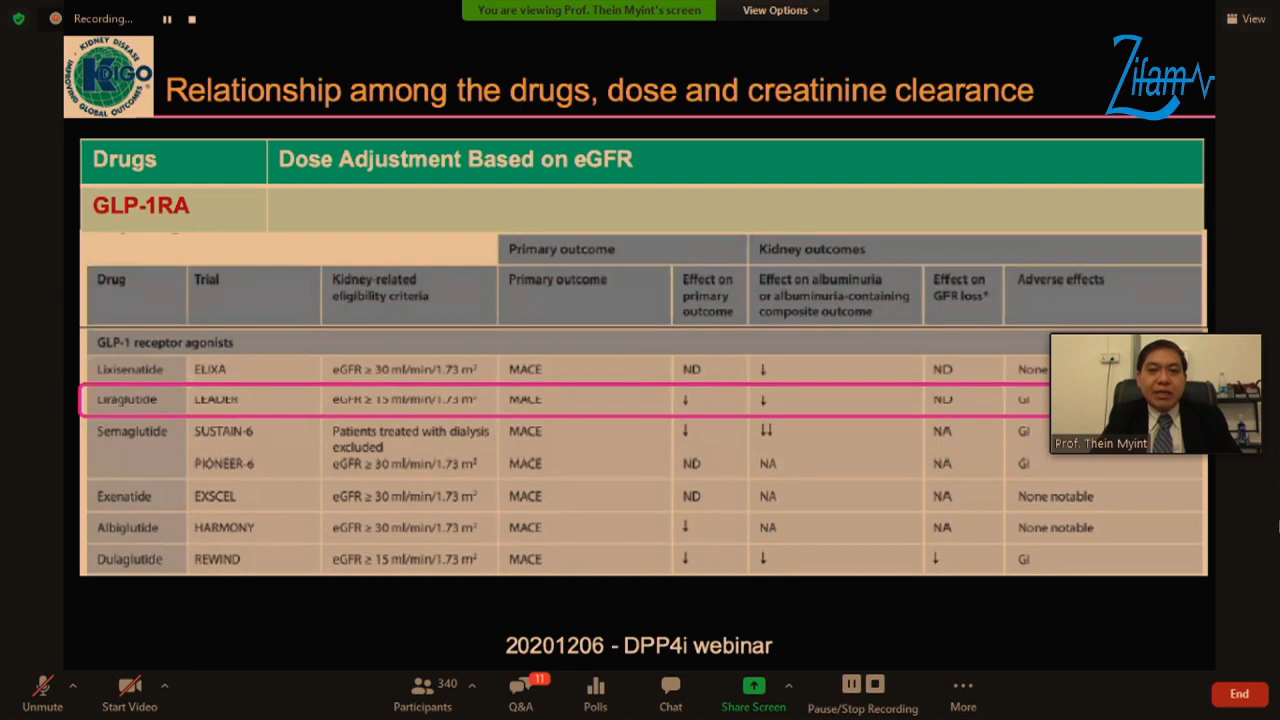 Recording...
You are viewing Prof. Thein Myint's screen
View Options
View
KIDNEY DISEASE
KDIGO
IMPROVING GLOBAL OUTCOMES
Relationship among the drugs, dose and creatinine clearance
Zifam
Drugs Dose Adjustment Based on eGFR
GLP-1RA
Primary outcome Kidney outcomes
Drug Trial Kidney-related Primary outcome Effect on Effect on albuminuria Effect on Adverse effects
eligibility criteria primary or albuminuria-containing GFR loss*
outcome composite outcome
GLP-1 receptor agonists
Lixisenatide ELIXA eGFR ≥ 30 ml/min/1.73 m² MACE ND ↓ ND None
Liraglutide LEADER eGFR ≥ 15 ml/min/1.73 m² MACE ↓ ↓ ND GI
Semaglutide SUSTAIN-6 Patients treated with dialysis MACE ↓ ↓↓ NA GI
excluded
PIONEER-6 eGFR ≥ 30 ml/min/1.73 m² MACE ND NA NA GI
Exenatide EXSCEL eGFR ≥ 30 ml/min/1.73 m² MACE ND NA NA None notable
Albiglutide HARMONY eGFR ≥ 30 ml/min/1.73 m² MACE ↓ NA NA None notable
Dulaglutide REWIND eGFR ≥ 15 ml/min/1.73 m² MACE ↓ ↓ ↓ GI
Prof. Thein Myint
20201206 - DPP4i webinar
340 11
Unmute Start Video Participants Q&A Polls Chat Share Screen Pause/Stop Recording More End